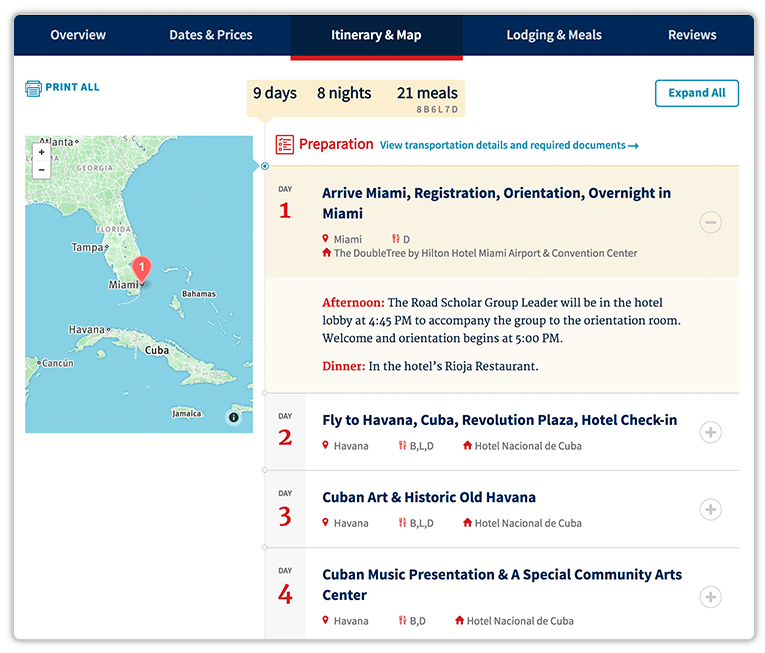 Overview
Dates & Prices
Itinerary & Map
Lodging & Meals
Reviews
PRINT ALL
9 days
8 nights
21 meals
8 B 6 L 7 D
Expand All
Preparation
View transportation details and required documents→
Atlanta
S.C.
GEORGIA
FLORIDA
Tampa
1
Miami
Bahamas
Havana
Cuba
Cancún
Jamaica
+
−
i
DAY
1
Arrive Miami, Registration, Orientation, Overnight in
Miami
Miami
D
The DoubleTree by Hilton Hotel Miami Airport & Convention Center
Afternoon: The Road Scholar Group Leader will be in the hotel
lobby at 4:45 PM to accompany the group to the orientation room.
Welcome and orientation begins at 5:00 PM.
Dinner: In the hotel's Rioja Restaurant.
DAY
2
Fly to Havana, Cuba, Revolution Plaza, Hotel Check-in
Havana
B,L,D
Hotel Nacional de Cuba
DAY
3
Cuban Art & Historic Old Havana
Havana
B,L,D
Hotel Nacional de Cuba
DAY
4
Cuban Music Presentation & A Special Community Arts
Center
Havana
B,D
Hotel Nacional de Cuba